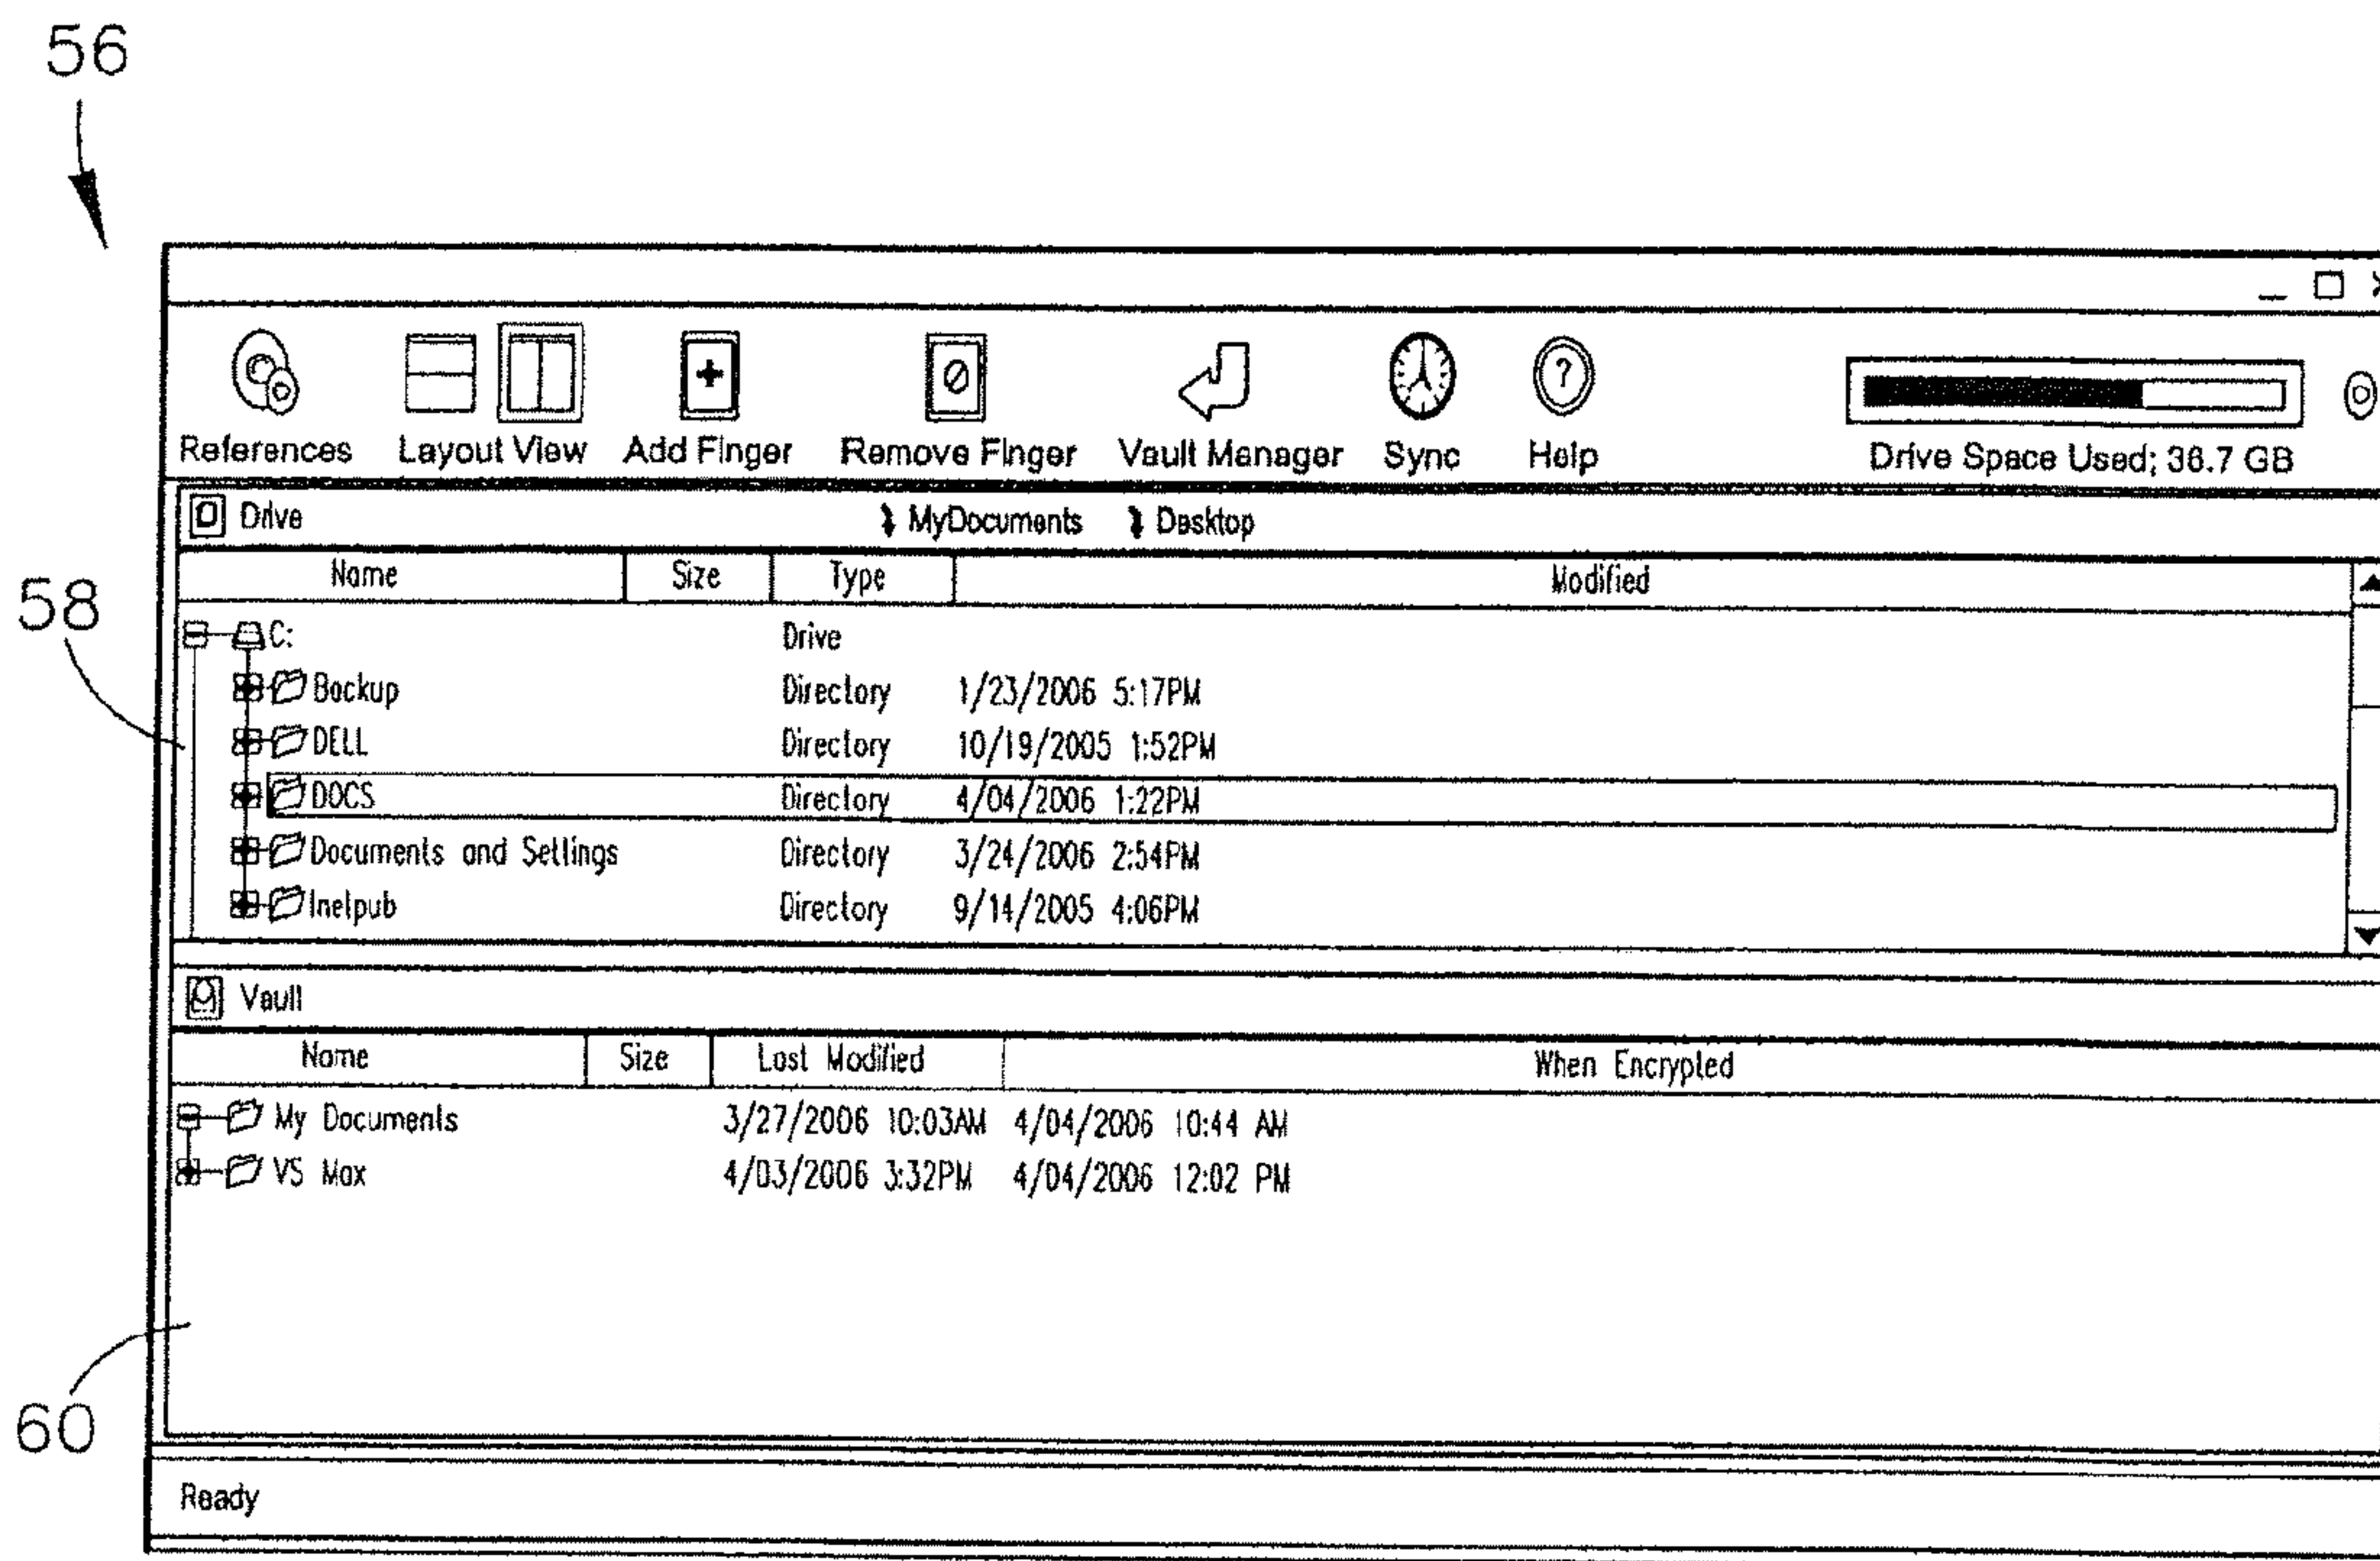 56
References Layout View Add Finger Remove Finger Vault Manager Sync Help Drive Space Used; 36.7 GB
Drive MyDocuments Desktop
58
Name Size Type Modified
C: Drive
Backup Directory 1/23/2006 5:17PM
DELL Directory 10/19/2005 1:52PM
DOCS Directory 4/04/2006 1:22PM
Documents and Settings Directory 3/24/2006 2:54PM
Inetpub Directory 9/14/2005 4:06PM
Vault
Name Size Last Modified When Encrypted
My Documents 3/27/2006 10:03AM 4/04/2006 10:44 AM
VS Max 4/03/2006 3:32PM 4/04/2006 12:02 PM
60
Ready